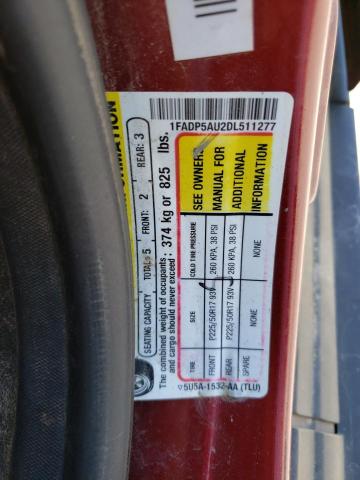 INFORMATION
SEATING CAPACITY TOTAL: 5 FRONT: 2 REAR: 3
The combined weight of occupants
and cargo should never exceed: 374 kg or 825 lbs.
TIRE SIZE COLD TIRE PRESSURE SEE OWNER
FRONT P225/50R17 93V 260 KPA, 38 PSI MANUAL FOR
REAR P225/50R17 93V 260 KPA, 38 PSI ADDITIONAL
SPARE NONE NONE INFORMATION
5U5A-1532-AA (TLU) 1FADP5AU2DL511277